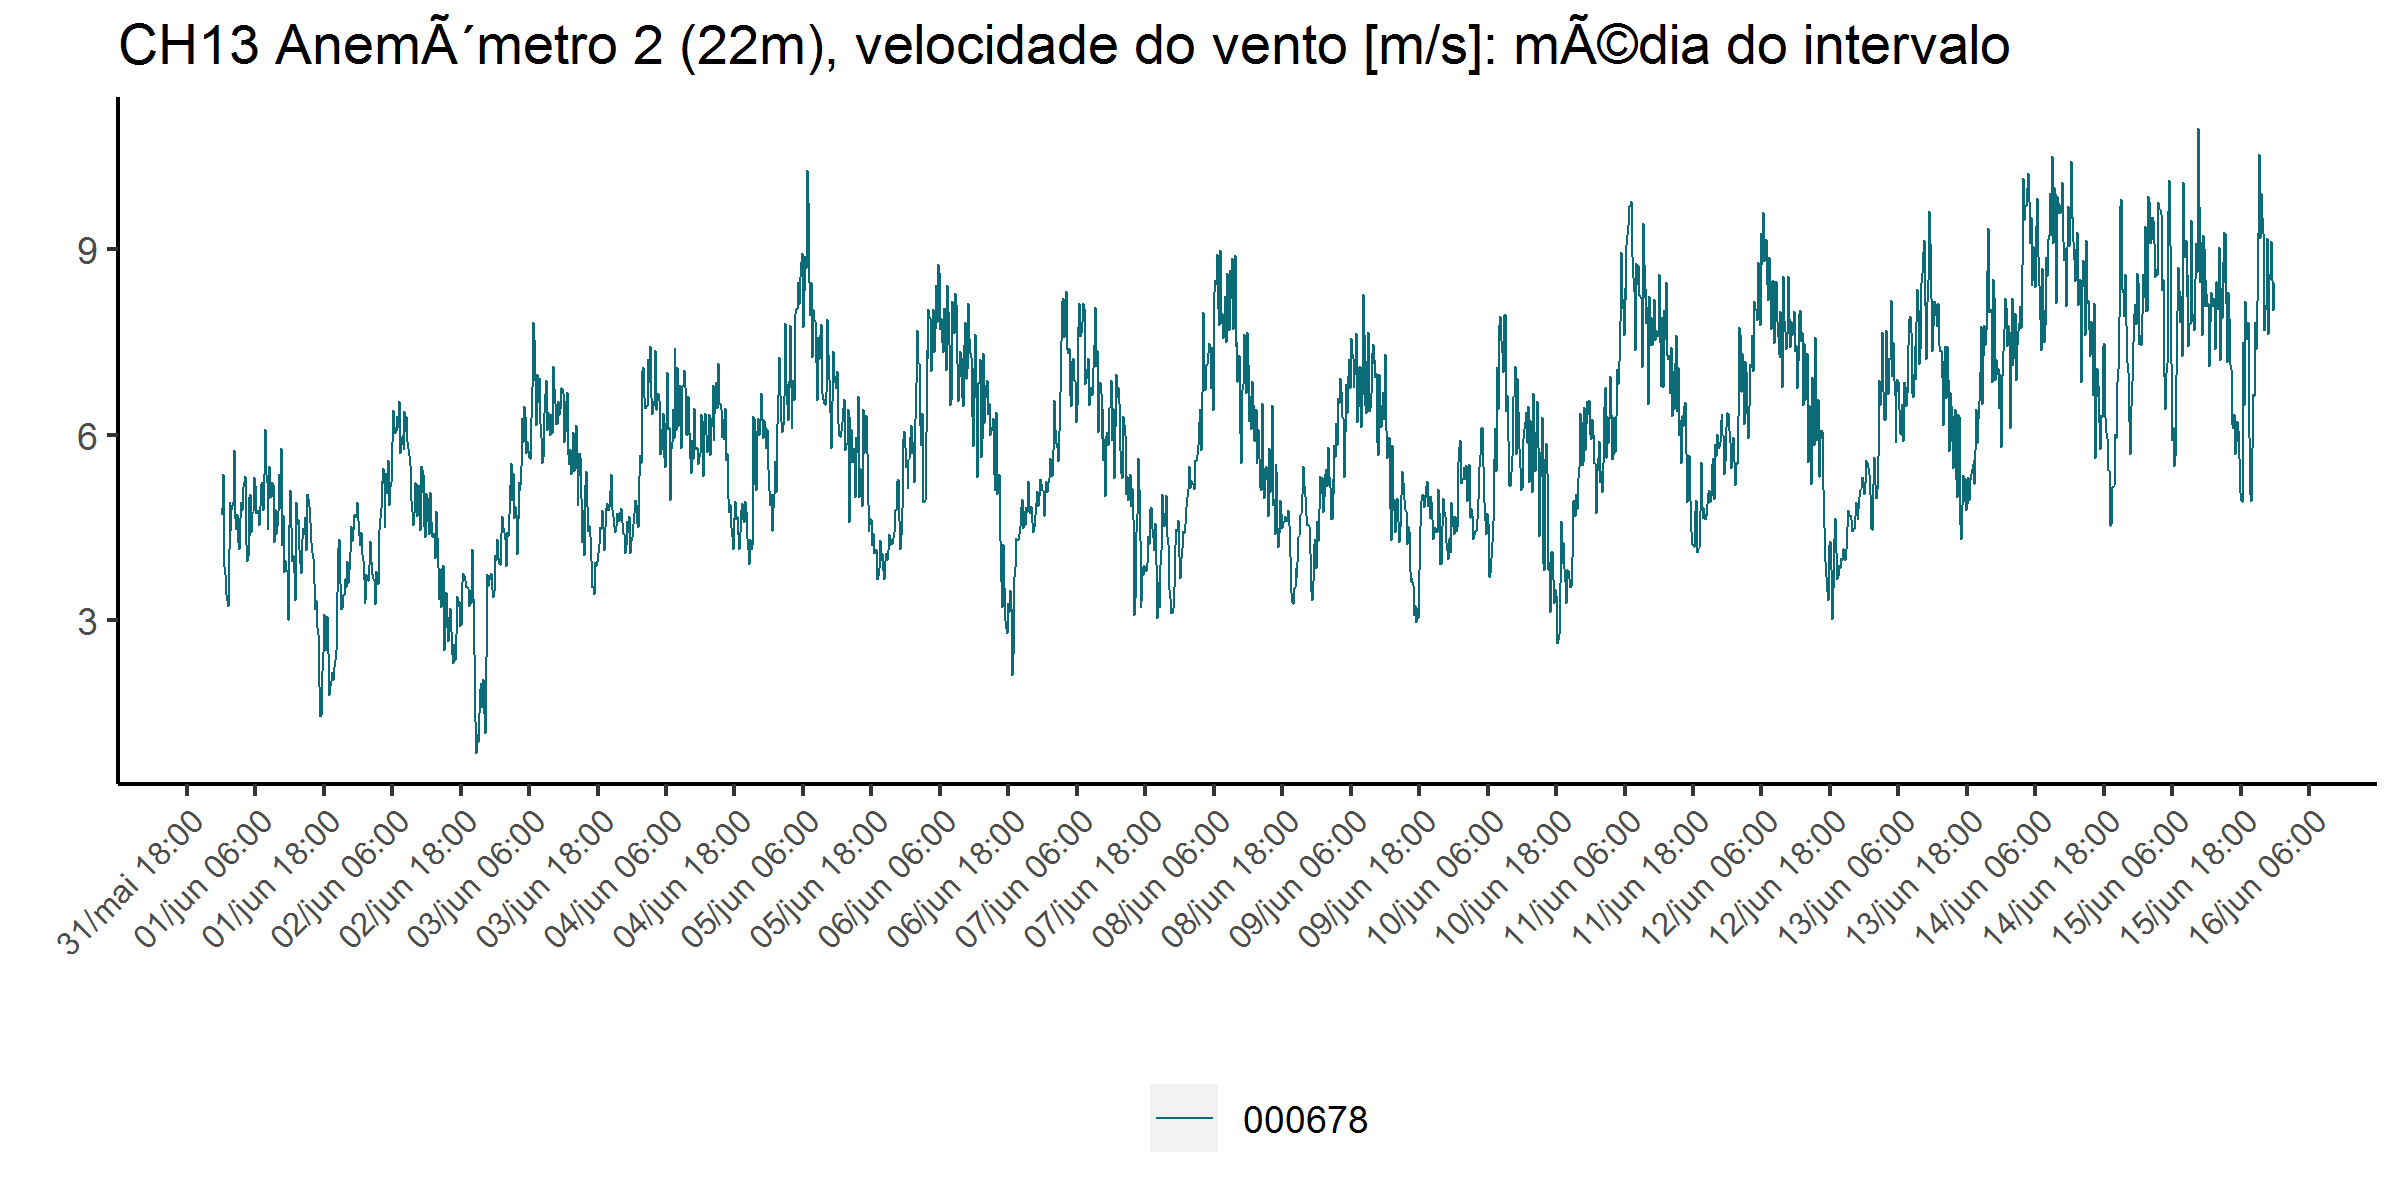 CH13 AnemÃ´metro 2 (22m), velocidade do vento [m/s]: mÃ©dia do intervalo
9
6
3
31/mai 18:00
01/jun 06:00
01/jun 18:00
02/jun 06:00
02/jun 18:00
03/jun 06:00
03/jun 18:00
04/jun 06:00
04/jun 18:00
05/jun 06:00
05/jun 18:00
06/jun 06:00
06/jun 18:00
07/jun 06:00
07/jun 18:00
08/jun 06:00
08/jun 18:00
09/jun 06:00
09/jun 18:00
10/jun 06:00
10/jun 18:00
11/jun 06:00
11/jun 18:00
12/jun 06:00
12/jun 18:00
13/jun 06:00
13/jun 18:00
14/jun 06:00
14/jun 18:00
15/jun 06:00
15/jun 18:00
16/jun 06:00
000678